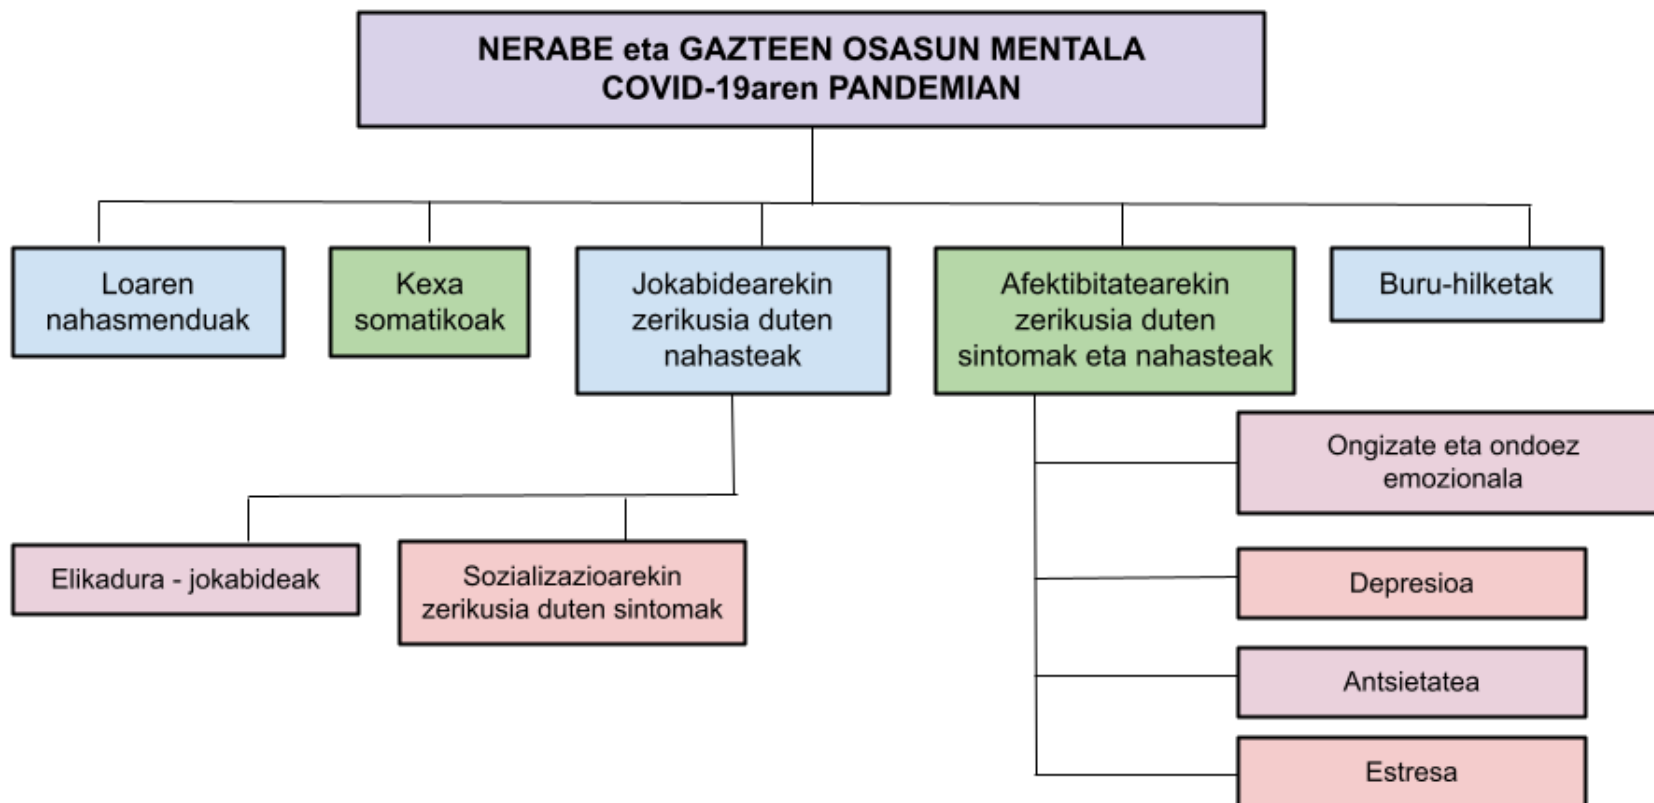 NERABE eta GAZTEEN OSASUN MENTALA
COVID-19aren PANDEMIAN
Loaren
nahasmenduak
Kexa
somatikoak
Jokabidearekin
zerikusia duten
nahasteak
Afektibitatearekin
zerikusia duten
sintomak eta nahasteak
Buru-hilketak
Elikadura - jokabideak
Sozializazioarekin
zerikusia duten sintomak
Ongizate eta ondoez
emozionala
Depresioa
Antsietatea
Estresa